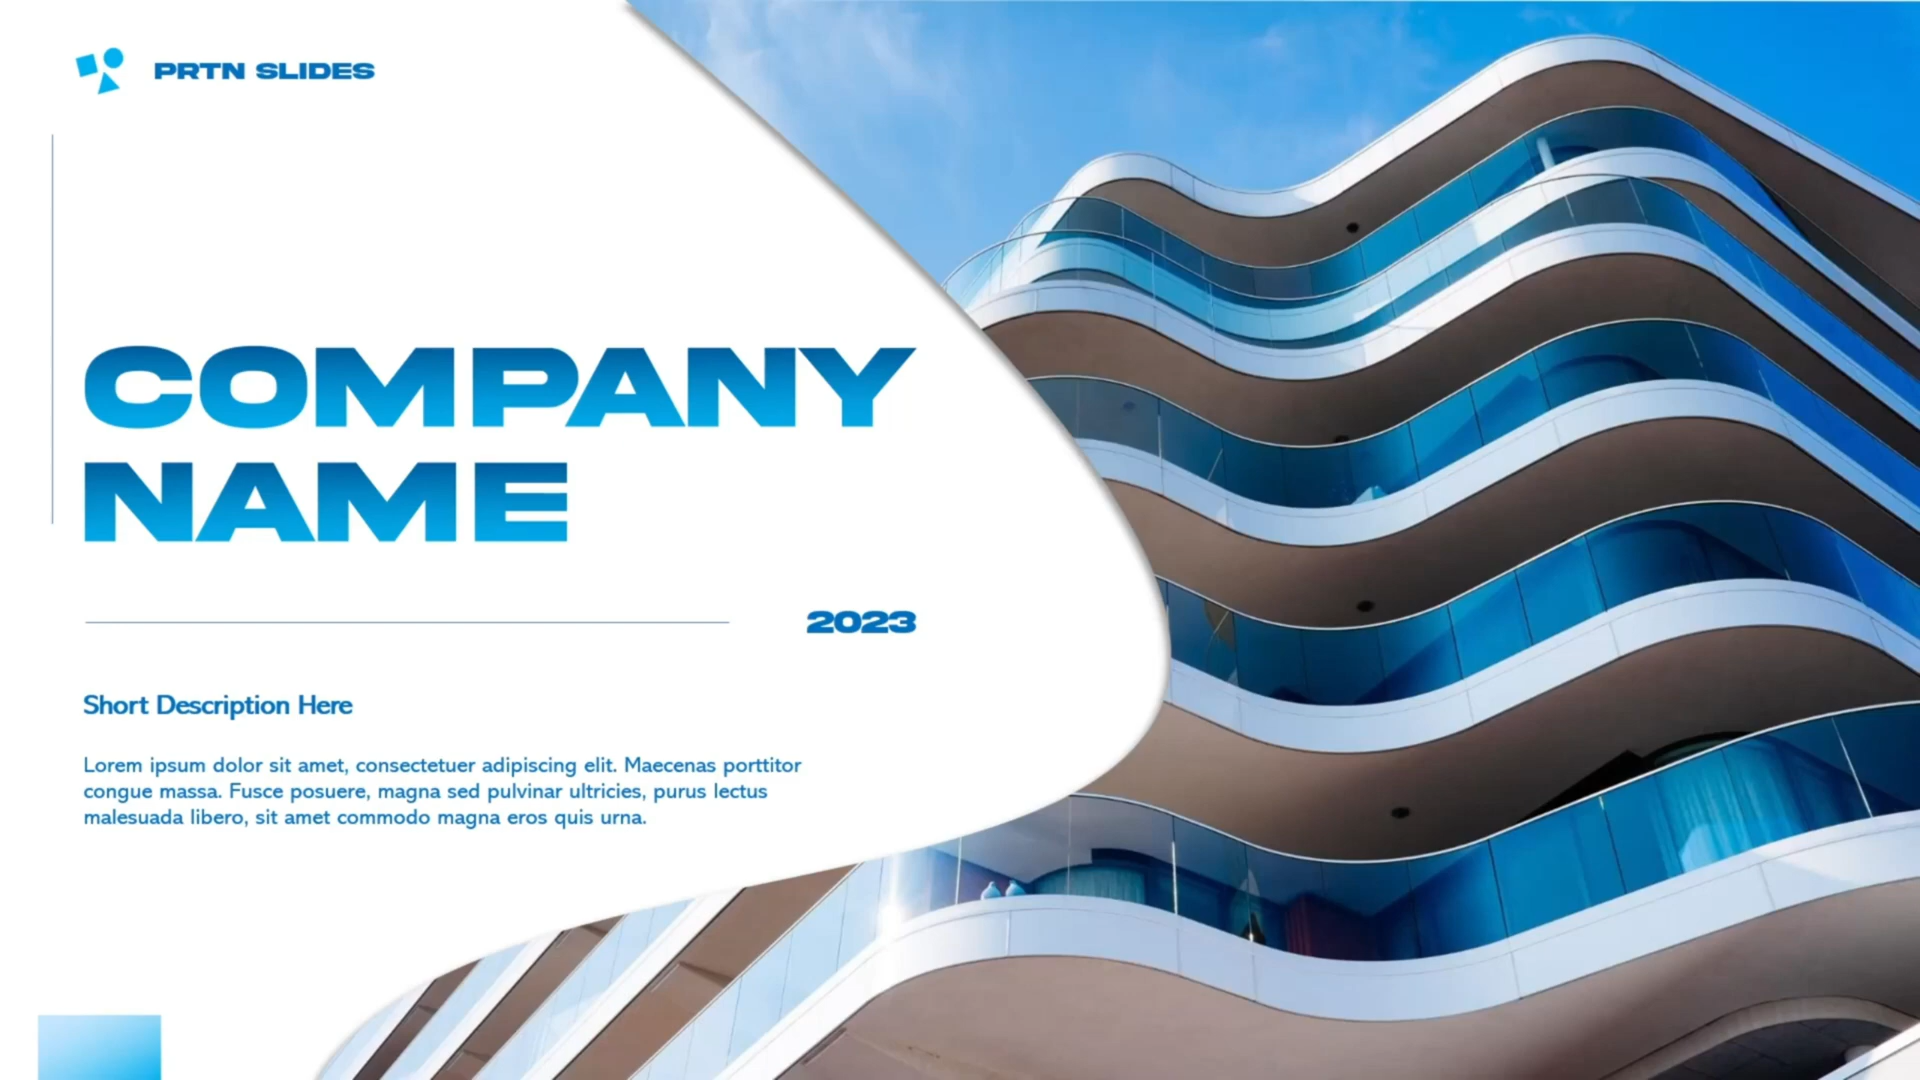 PRTN SLIDES
COMPANY
NAME
2023
Short Description Here
Lorem ipsum dolor sit amet, consectetuer adipiscing elit. Maecenas porttitor
congue massa. Fusce posuere, magna sed pulvinar ultricies, purus lectus
malesuada libero, sit amet commodo magna eros quis urna.